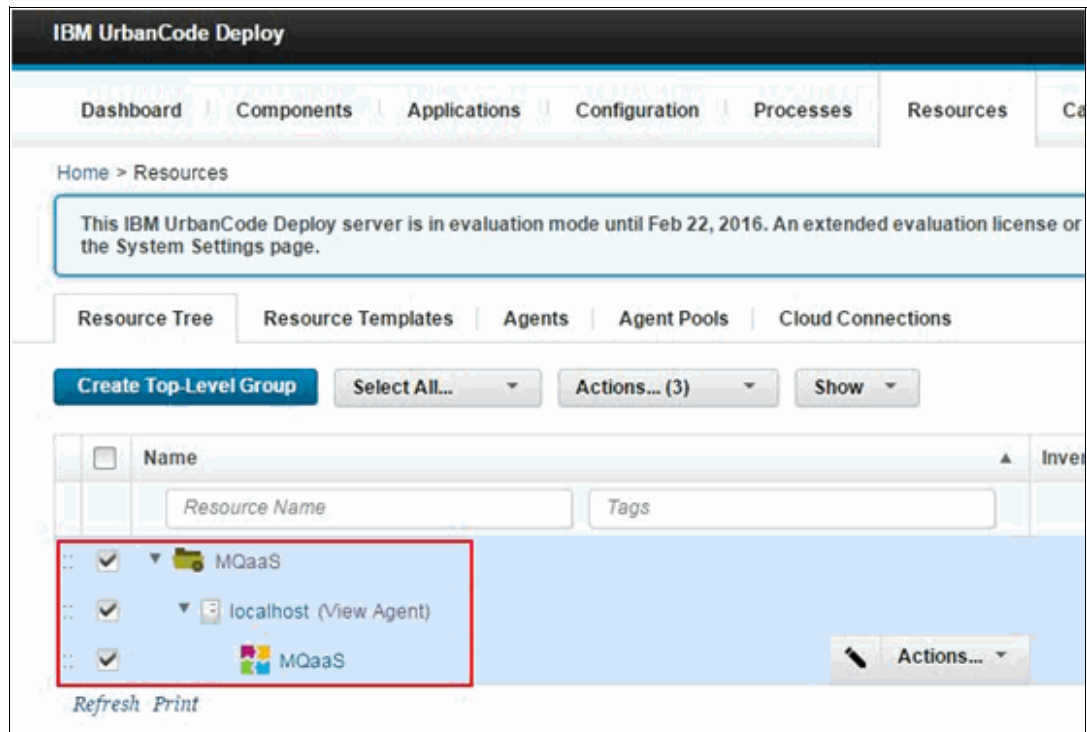 IBM UrbanCode Deploy
Dashboard Components Applications Configuration Processes Resources Ca
Home > Resources
This IBM UrbanCode Deploy server is in evaluation mode until Feb 22, 2016. An extended evaluation license or
the System Settings page.
Resource Tree Resource Templates Agents Agent Pools Cloud Connections
Create Top-Level Group Select All... Actions... (3) Show
Name Inver
Resource Name Tags
MQaaS
localhost (View Agent)
MQaaS Actions...
Refresh Print